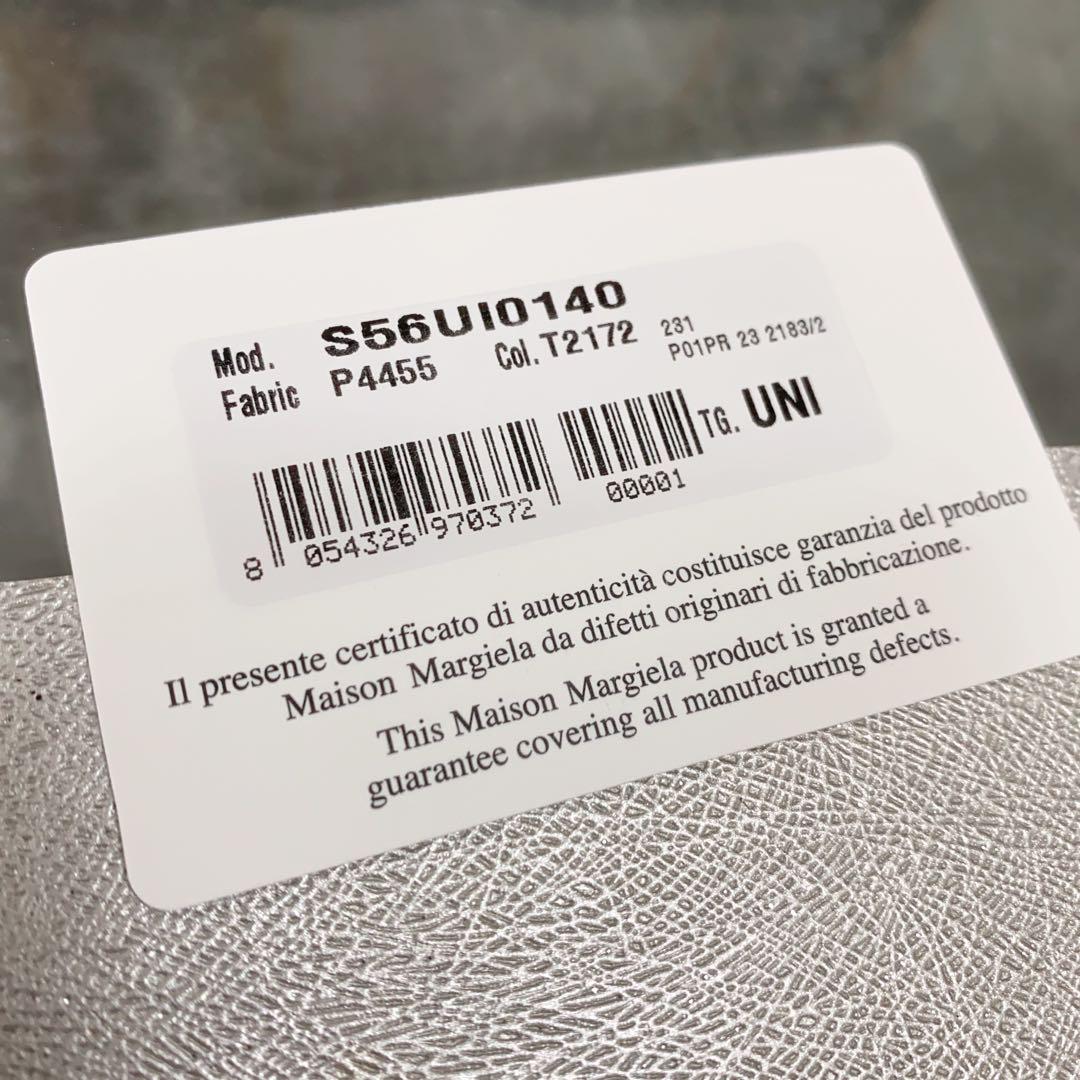 Mod. S56UI0140
Fabric P4455 Col. T2172 231
P01PR 23 2183/2
TG. UNI
8 054326 970372 00001
Il presente certificato di autenticità costituisce garanzia del prodotto
Maison Margiela da difetti originari di fabbricazione.
This Maison Margiela product is granted a
guarantee covering all manufacturing defects.